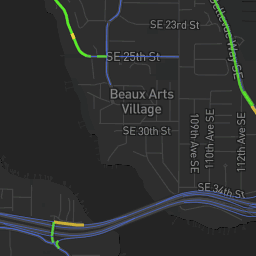 SE 23rd St
SE 25th St
Beaux Arts
Village
SE 30th St
109th Ave SE
110th Ave SE
112th Ave SE
SE 34th St